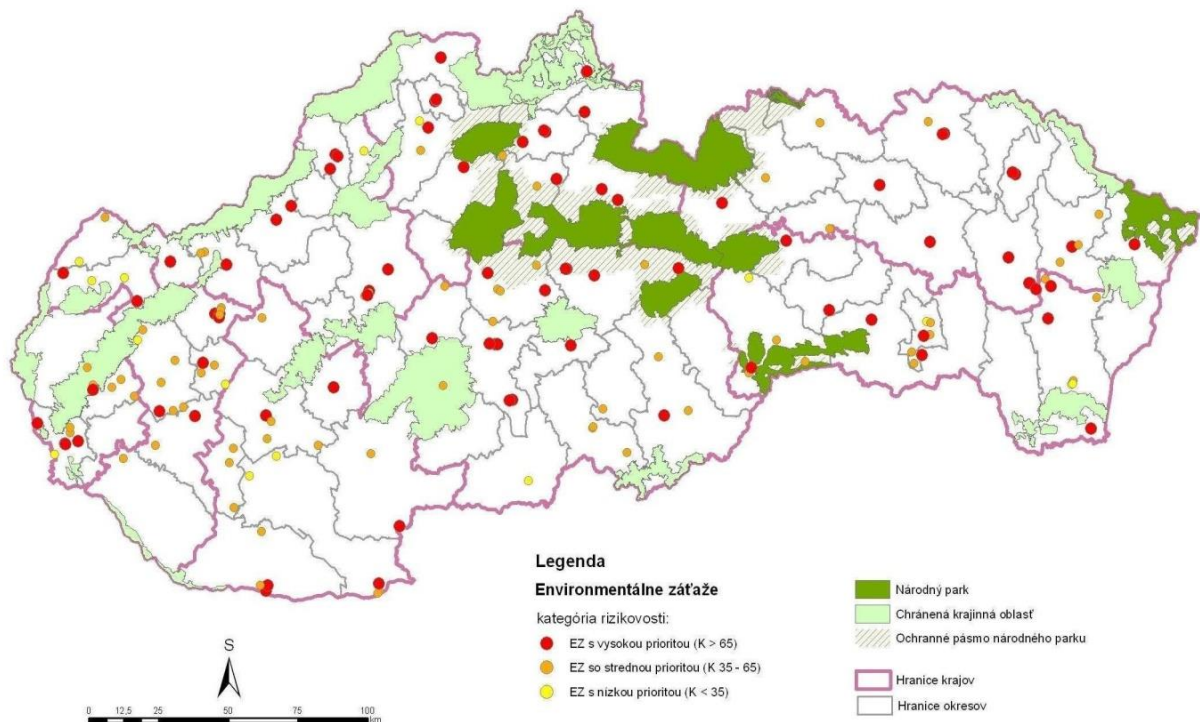 Legenda
Environmentálne záťaže
kategória rizikovosti:
EZ s vysokou prioritou (K > 65)
EZ so strednou prioritou (K 35 - 65)
EZ s nízkou prioritou (K < 35)
Národný park
Chránená krajinná oblasť
Ochranné pásmo národného parku
Hranice krajov
Hranice okresov
S
0 12,5 25 50 75 100
km